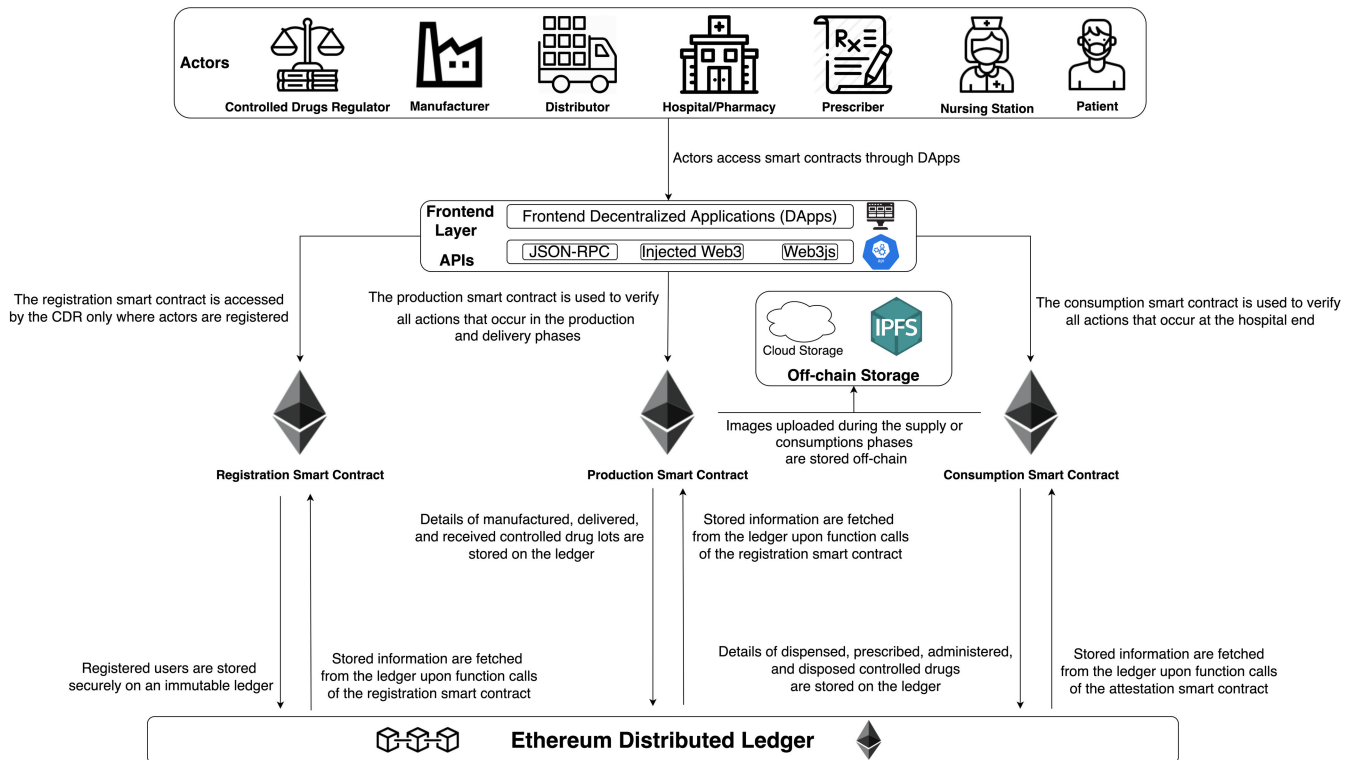 Actors
Controlled Drugs Regulator
Manufacturer
Distributor
Hospital/Pharmacy
Rx
Prescriber
Nursing Station
Patient
Actors access smart contracts through DApps
Frontend
Layer
Frontend Decentralized Applications (DApps)
APIs
JSON-RPC
Injected Web3
Web3js
API
The registration smart contract is accessed
by the CDR only where actors are registered
The production smart contract is used to verify
all actions that occur in the production
and delivery phases
The consumption smart contract is used to verify
all actions that occur at the hospital end
Cloud Storage
IPFS
Off-chain Storage
Images uploaded during the supply or
consumptions phases
are stored off-chain
Registration Smart Contract
Production Smart Contract
Consumption Smart Contract
Details of manufactured, delivered,
and received controlled drug lots are
stored on the ledger
Stored information are fetched
from the ledger upon function calls
of the registration smart contract
Registered users are stored
securely on an immutable ledger
Stored information are fetched
from the ledger upon function calls
of the registration smart contract
Details of dispensed, prescribed, administered,
and disposed controlled drugs
are stored on the ledger
Stored information are fetched
from the ledger upon function calls
of the attestation smart contract
Ethereum Distributed Ledger